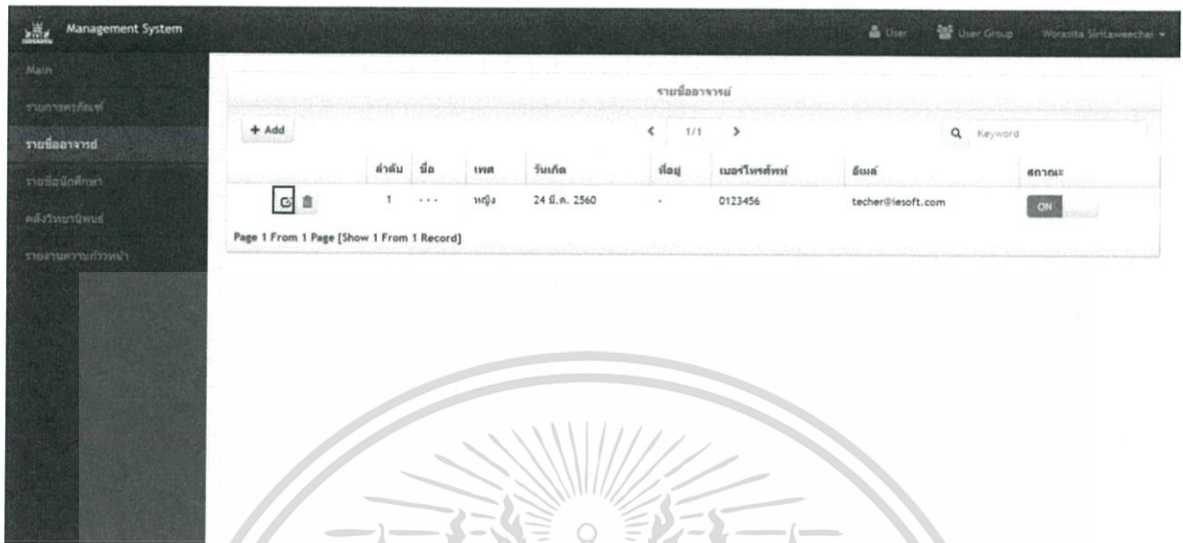 Management System
User User Group Worasita Siritaweechai
Main
รายการครุภัณฑ์
รายชื่ออาจารย์
รายชื่อนักศึกษา
คลังวิทยานิพนธ์
รายงานความก้าวหน้า
รายชื่ออาจารย์
+ Add < 1/1 > Keyword
ลำดับ ชื่อ เพศ วันเกิด ที่อยู่ เบอร์โทรศัพท์ อีเมล์ สถานะ
1 - - - หญิง 24 มี.ค. 2560 - 0123456 techer@iesoft.com ON
Page 1 From 1 Page [Show 1 From 1 Record]